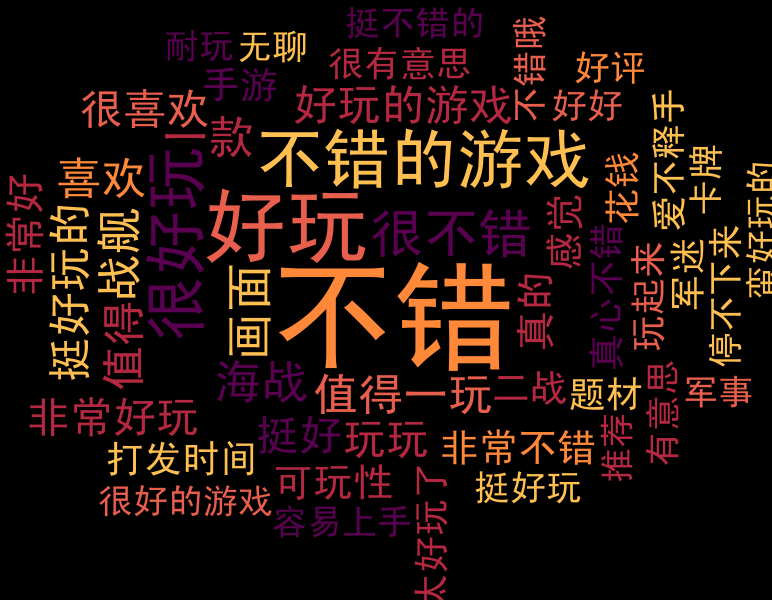 挺不错的
耐玩
无聊
很有意思
不错哦
好评
手游
很喜欢
好玩的游戏
好好
爱不释手
一款
不错的游戏
卡牌
喜欢
很好玩
花钱
非常好
好玩
很不错
感觉
蛮好玩的
挺好玩的
战舰
真心不错
军迷
停不下来
玩起来
画面
不错
真的
值得
海战
值得一玩
二战
题材
军事
有意思
非常好玩
挺好
玩玩
非常不错
推荐
打发时间
可玩性
挺好玩
很好的游戏
容易上手
太好玩了